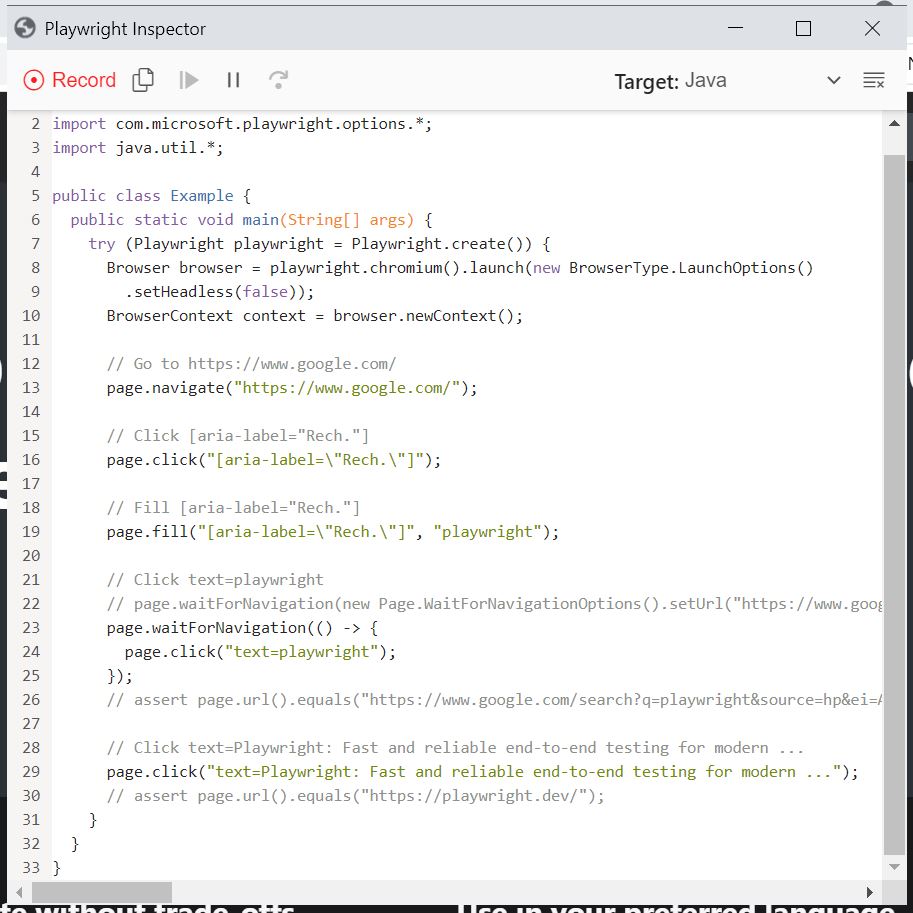 Playwright Inspector
Record Target: Java
2 import com.microsoft.playwright.options.*;
3 import java.util.*;
4
5 public class Example {
6 public static void main(String[] args) {
7 try (Playwright playwright = Playwright.create()) {
8 Browser browser = playwright.chromium().launch(new BrowserType.LaunchOptions()
9 .setHeadless(false));
10 BrowserContext context = browser.newContext();
11
12 // Go to https://www.google.com/
13 page.navigate("https://www.google.com/");
14
15 // Click [aria-label="Rech."]
16 page.click("[aria-label=\"Rech.\"]");
17
18 // Fill [aria-label="Rech."]
19 page.fill("[aria-label=\"Rech.\"]", "playwright");
20
21 // Click text=playwright
22 // page.waitForNavigation(new Page.WaitForNavigationOptions().setUrl("https://www.goog
23 page.waitForNavigation(() -> {
24 page.click("text=playwright");
25 });
26 // assert page.url().equals("https://www.google.com/search?q=playwright&source=hp&ei=A
27
28 // Click text=Playwright: Fast and reliable end-to-end testing for modern ...
29 page.click("text=Playwright: Fast and reliable end-to-end testing for modern ...");
30 // assert page.url().equals("https://playwright.dev/");
31 }
32 }
33 }
without trade-offs Use in your preferred language